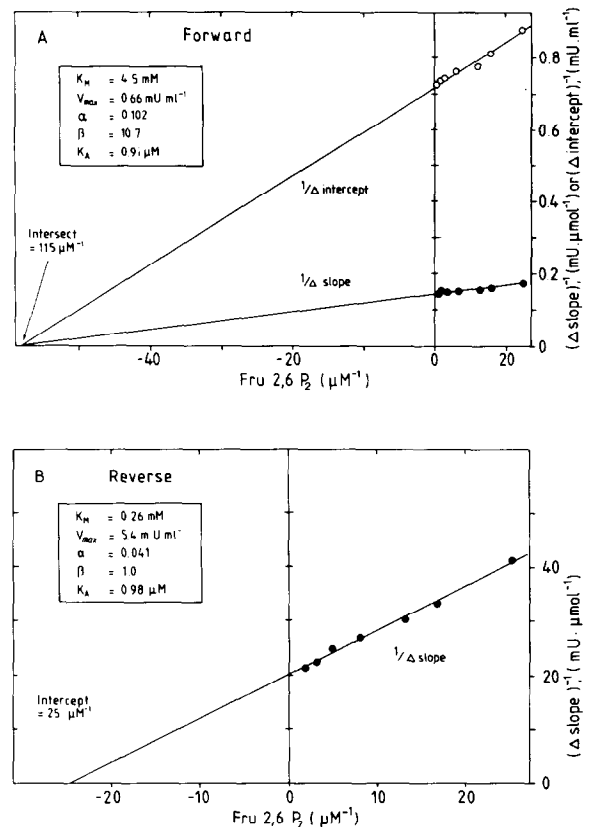 A
Forward
K_M = 4.5 mM
V_max = 0.66 mU ml⁻¹
α = 0.102
β = 10.7
K_A = 0.91 µM
Intersect
= 115 µM⁻¹
¹/Δ intercept
¹/Δ slope
0.8
0.6
0.4
0.2
0
(Δ slope)⁻¹ (mU. µmol⁻¹) or (Δ intercept)⁻¹ (mU. ml⁻¹)
-40 -20 0 20
Fru 2,6 P₂ (µM⁻¹)
B
Reverse
K_M = 0.26 mM
V_max = 5.4 mU ml⁻
α = 0.041
β = 1.0
K_A = 0.98 µM
Intercept
= 25 µM⁻¹
¹/Δ slope
40
20
0
(Δ slope)⁻¹ (mU. µmol⁻¹)
-20 -10 0 10 20
Fru 2,6 P₂ (µM⁻¹)